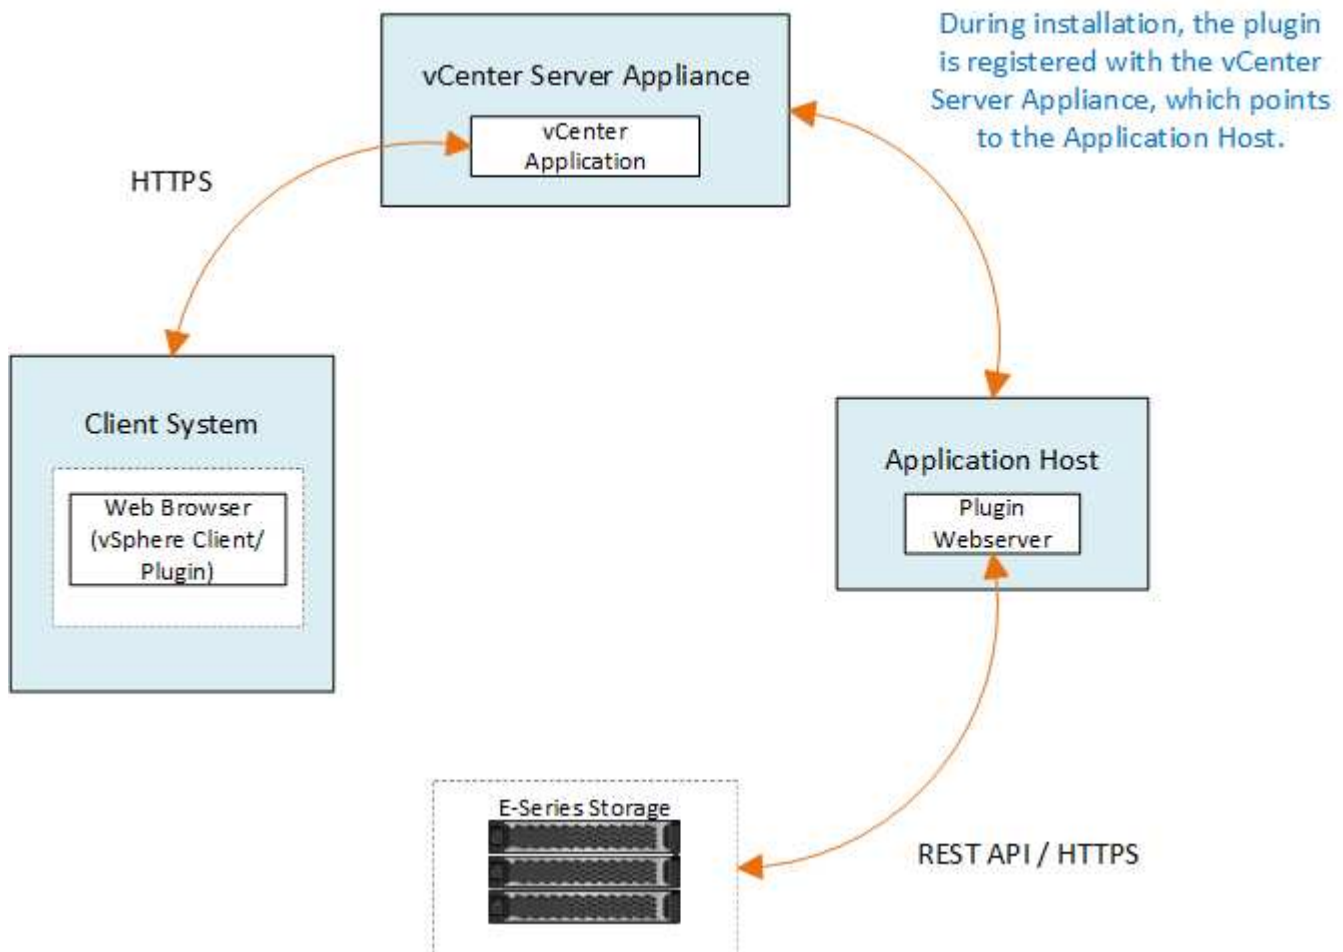 During installation, the plugin
is registered with the vCenter
Server Appliance, which points
to the Application Host.
vCenter Server Appliance
vCenter
Application
HTTPS
Client System
Web Browser
(vSphere Client/
Plugin)
Application Host
Plugin
Webserver
E-Series Storage
REST API / HTTPS